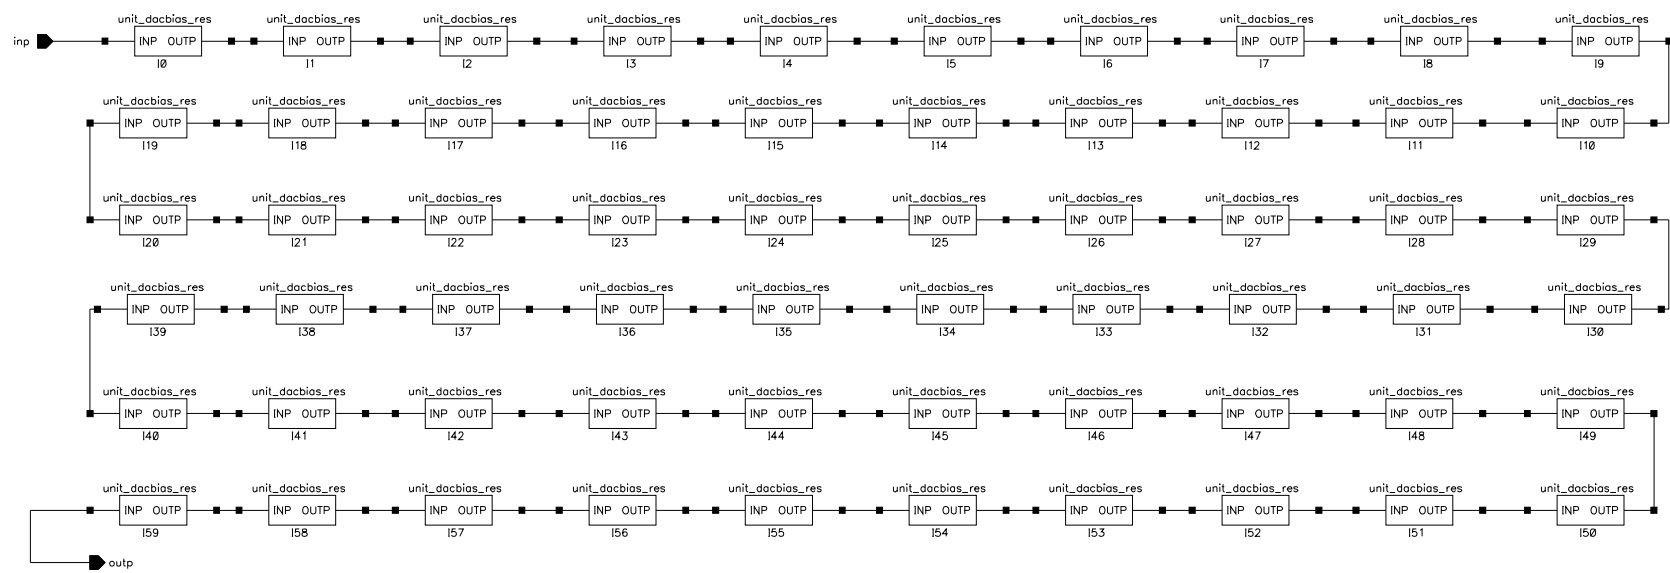 unit_dacbias_res unit_dacbias_res unit_dacbias_res unit_dacbias_res unit_dacbias_res unit_dacbias_res unit_dacbias_res unit_dacbias_res unit_dacbias_res unit_dacbias_res
inp INP OUTP INP OUTP INP OUTP INP OUTP INP OUTP INP OUTP INP OUTP INP OUTP INP OUTP INP OUTP
I0 I1 I2 I3 I4 I5 I6 I7 I8 I9
unit_dacbias_res unit_dacbias_res unit_dacbias_res unit_dacbias_res unit_dacbias_res unit_dacbias_res unit_dacbias_res unit_dacbias_res unit_dacbias_res unit_dacbias_res
INP OUTP INP OUTP INP OUTP INP OUTP INP OUTP INP OUTP INP OUTP INP OUTP INP OUTP INP OUTP
I19 I18 I17 I16 I15 I14 I13 I12 I11 I10
unit_dacbias_res unit_dacbias_res unit_dacbias_res unit_dacbias_res unit_dacbias_res unit_dacbias_res unit_dacbias_res unit_dacbias_res unit_dacbias_res unit_dacbias_res
INP OUTP INP OUTP INP OUTP INP OUTP INP OUTP INP OUTP INP OUTP INP OUTP INP OUTP INP OUTP
I20 I21 I22 I23 I24 I25 I26 I27 I28 I29
unit_dacbias_res unit_dacbias_res unit_dacbias_res unit_dacbias_res unit_dacbias_res unit_dacbias_res unit_dacbias_res unit_dacbias_res unit_dacbias_res unit_dacbias_res
INP OUTP INP OUTP INP OUTP INP OUTP INP OUTP INP OUTP INP OUTP INP OUTP INP OUTP INP OUTP
I39 I38 I37 I36 I35 I34 I33 I32 I31 I30
unit_dacbias_res unit_dacbias_res unit_dacbias_res unit_dacbias_res unit_dacbias_res unit_dacbias_res unit_dacbias_res unit_dacbias_res unit_dacbias_res unit_dacbias_res
INP OUTP INP OUTP INP OUTP INP OUTP INP OUTP INP OUTP INP OUTP INP OUTP INP OUTP INP OUTP
I40 I41 I42 I43 I44 I45 I46 I47 I48 I49
unit_dacbias_res unit_dacbias_res unit_dacbias_res unit_dacbias_res unit_dacbias_res unit_dacbias_res unit_dacbias_res unit_dacbias_res unit_dacbias_res unit_dacbias_res
INP OUTP INP OUTP INP OUTP INP OUTP INP OUTP INP OUTP INP OUTP INP OUTP INP OUTP INP OUTP
I59 I58 I57 I56 I55 I54 I53 I52 I51 I50
outp